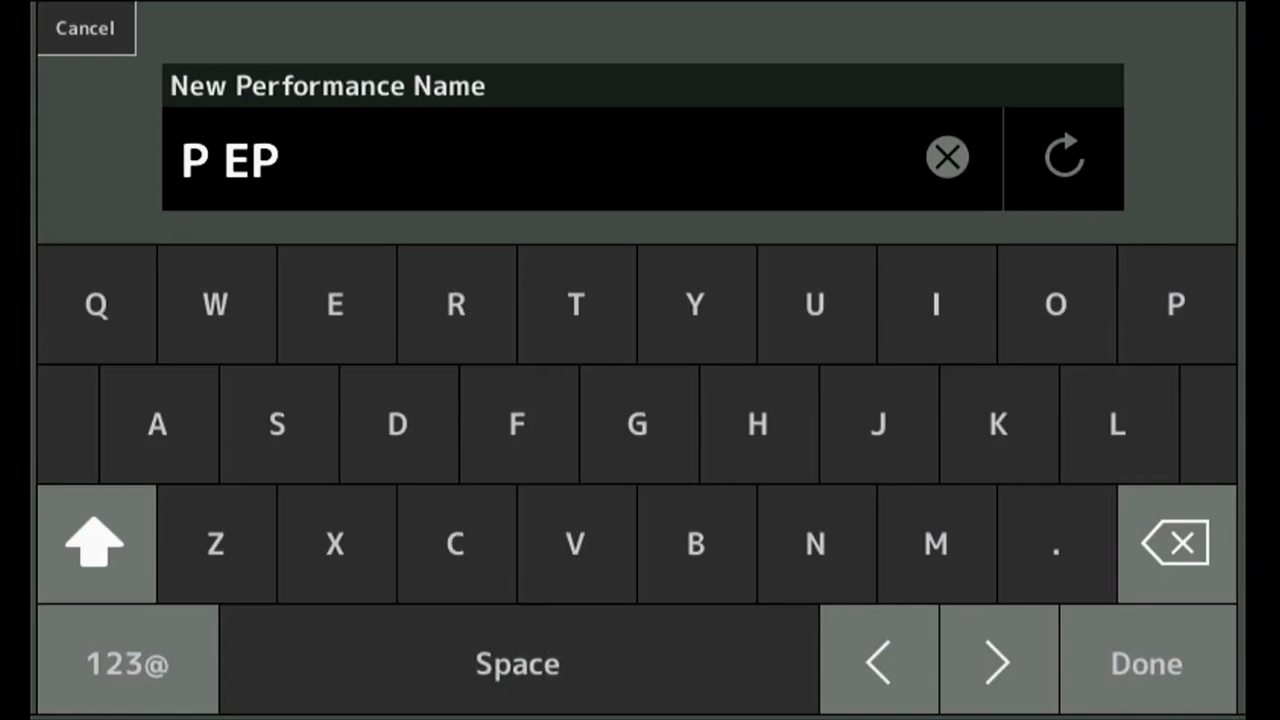 Cancel
New Performance Name
P EP
Q W E R T Y U I O P
A S D F G H J K L
Z X C V B N M .
123@ Space < > Done